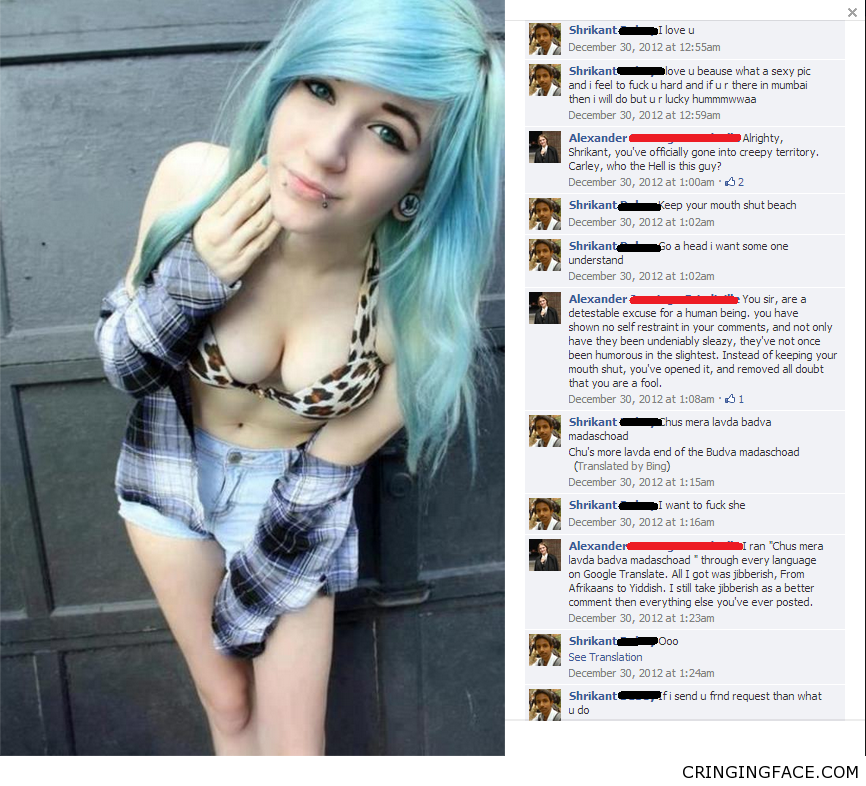 Shrikant I love u
December 30, 2012 at 12:55am
Shrikant love u beause what a sexy pic
and i feel to fuck u hard and if u r there in mumbai
then i will do but u r lucky hummmwwaa
December 30, 2012 at 12:59am
Alexander Alrighty,
Shrikant, you've officially gone into creepy territory.
Carley, who the Hell is this guy?
December 30, 2012 at 1:00am · 2
Shrikant Keep your mouth shut beach
December 30, 2012 at 1:02am
Shrikant Go a head i want some one
understand
December 30, 2012 at 1:02am
Alexander You sir, are a
detestable excuse for a human being. you have
shown no self restraint in your comments, and not only
have they been undeniably sleazy, they've not once
been humorous in the slightest. Instead of keeping your
mouth shut, you've opened it, and removed all doubt
that you are a fool.
December 30, 2012 at 1:08am · 1
Shrikant Chus mera lavda badva
madaschoad
Chu's more lavda end of the Budva madaschoad
(Translated by Bing)
December 30, 2012 at 1:15am
Shrikant I want to fuck she
December 30, 2012 at 1:16am
Alexander I ran "Chus mera
lavda badva madaschoad " through every language
on Google Translate. All I got was jibberish, From
Afrikaans to Yiddish. I still take jibberish as a better
comment then everything else you've ever posted.
December 30, 2012 at 1:23am
Shrikant Ooo
See Translation
December 30, 2012 at 1:24am
Shrikant If i send u frnd request than what
u do
CRINGINGFACE.COM